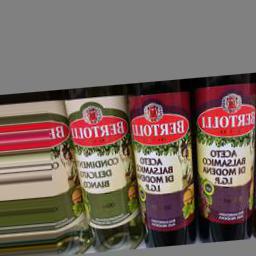 BERTOLLI
ACETO
BALSAMICO
DI MODENA
I.G.P.
BERTOLLI
ACETO
BALSAMICO
DI MODENA
I.G.P.
BERTOLLI
CONDIMENTO
DELICATO
BIANCO